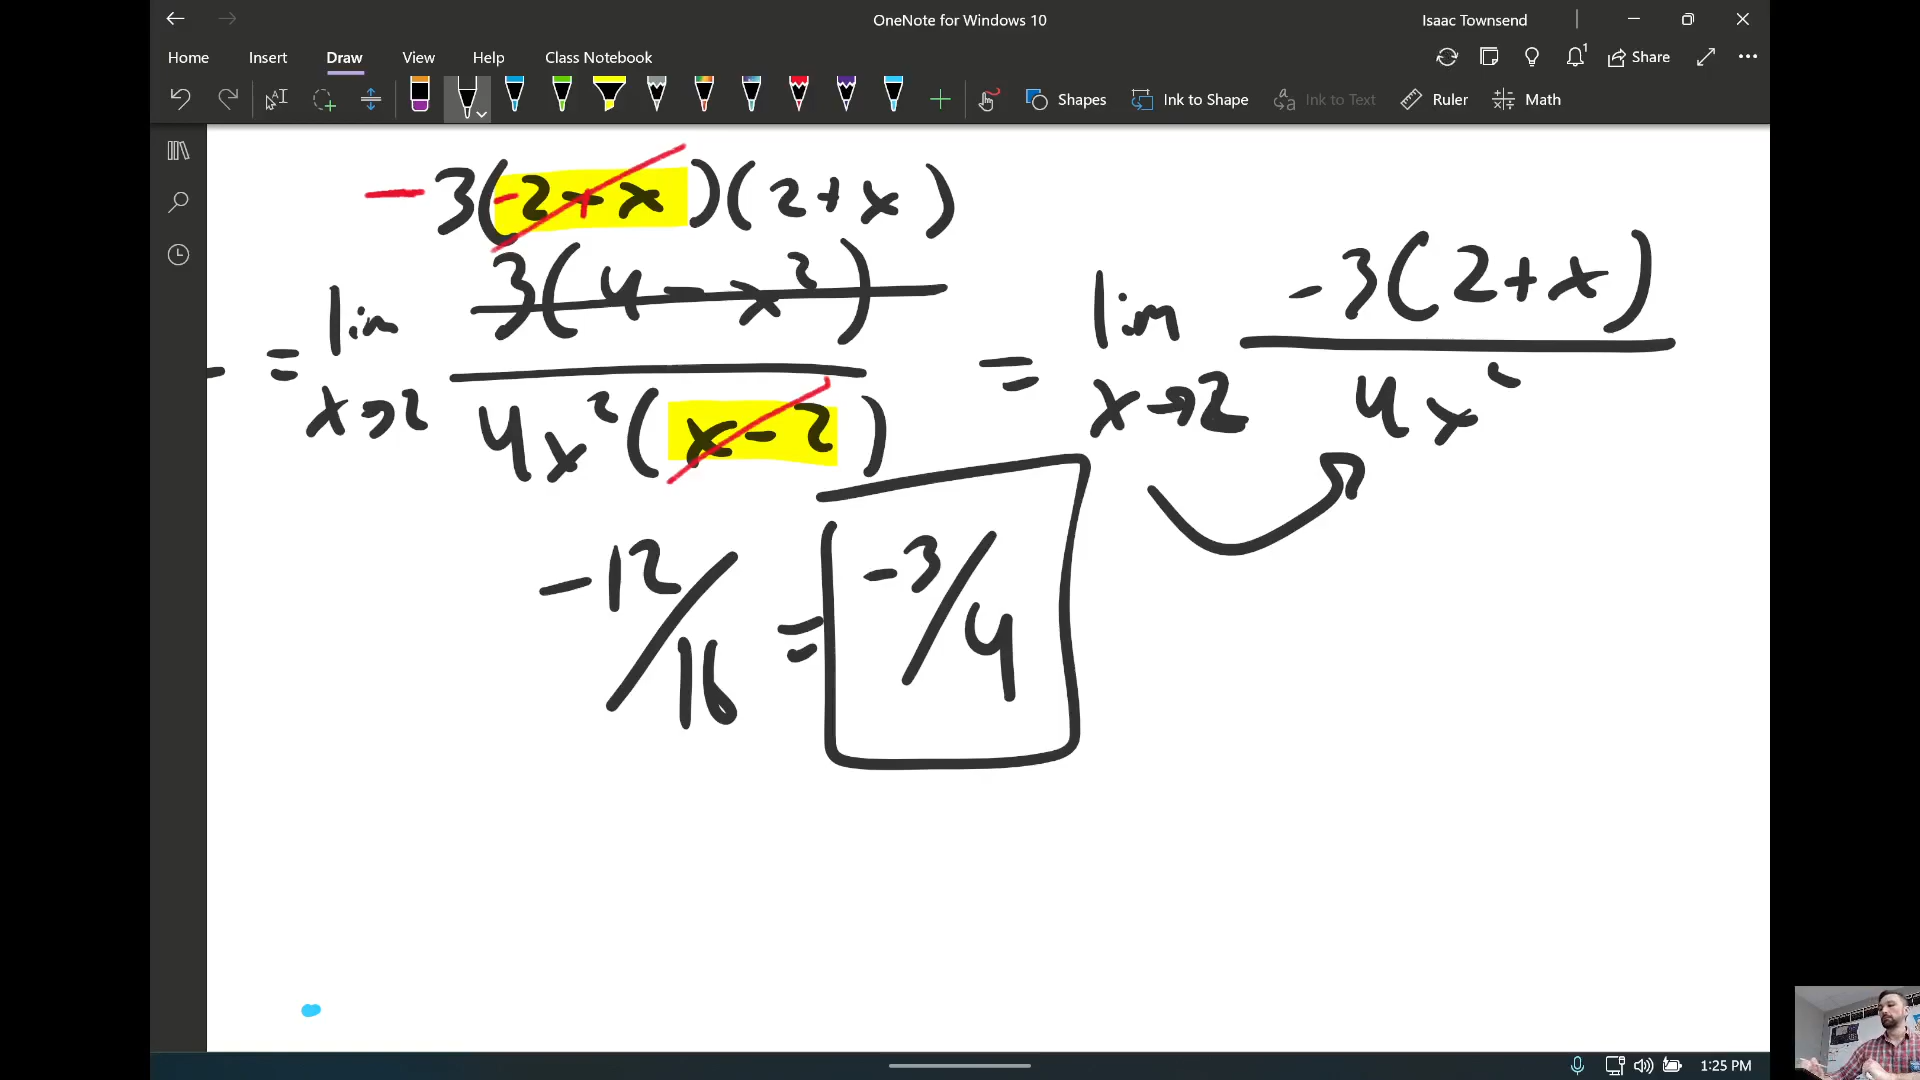 OneNote for Windows 10
Isaac Townsend
Home Insert Draw View Help Class Notebook
1 Share
Shapes Ink to Shape Ink to Text Ruler Math
-3(-2+x)(2+x)
3(4-x²)
= lim x→2
4x²(x-2)
= lim x→2
-3(2+x)
4x²
-12/16 = -3/4
1:25 PM